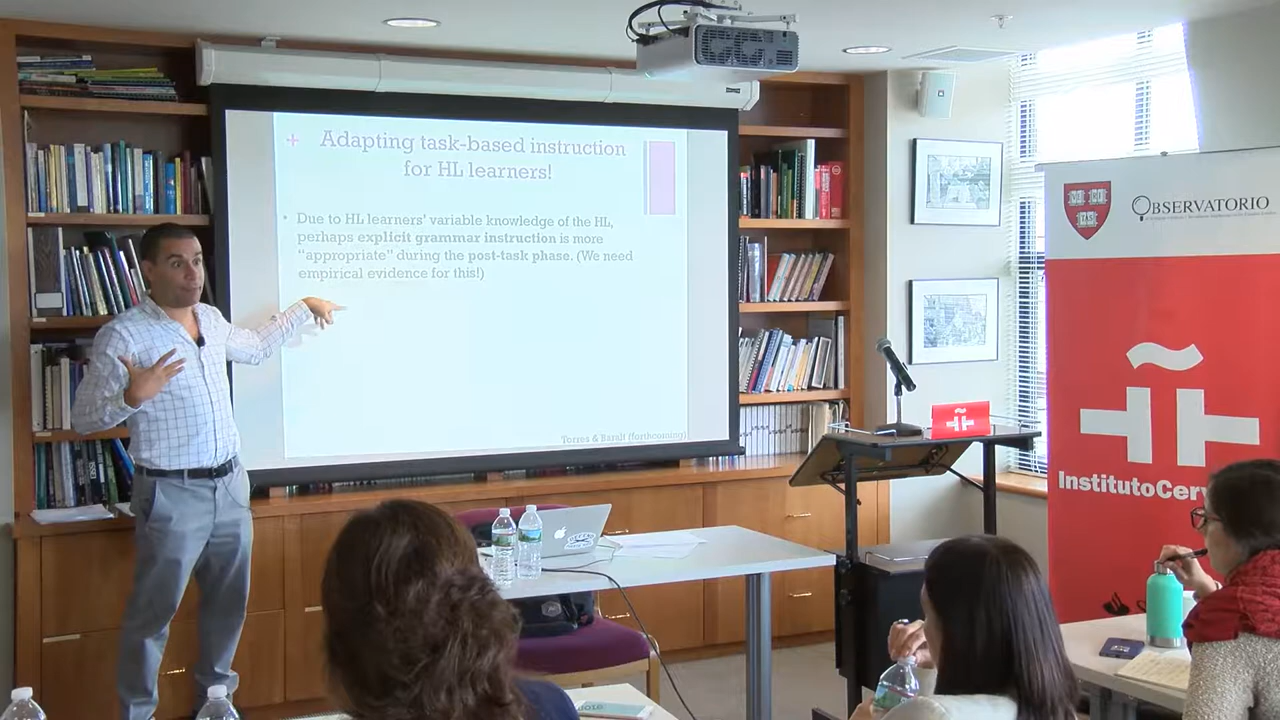 + Adapting task-based instruction
for HL learners!
• Due to HL learners' variable knowledge of the HL,
perhaps explicit grammar instruction is more
"appropriate" during the post-task phase. (We need
empirical evidence for this!)
Torres & Baralt (forthcoming)
OBSERVATORIO
InstitutoCer